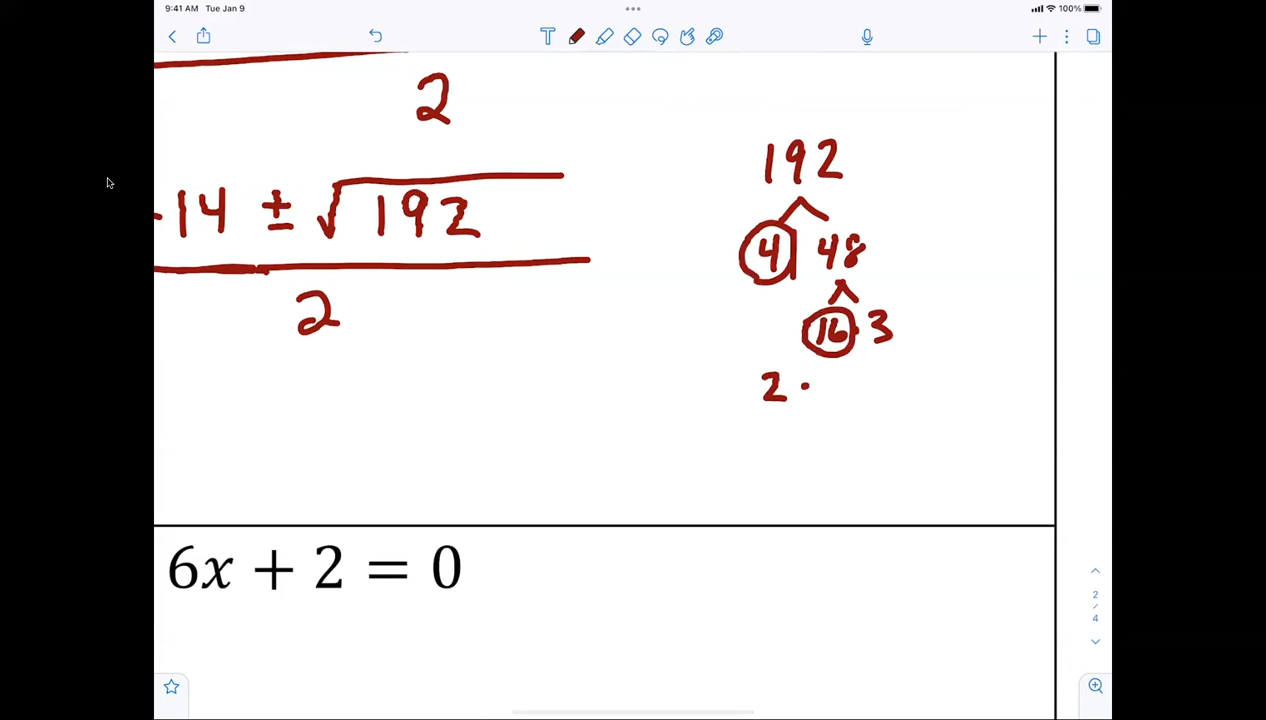 9:41 AM Tue Jan 9
100%
2
192
-14 ± √192
2
4 48
16 · 3
2 ·
6x + 2 = 0
2
/
4